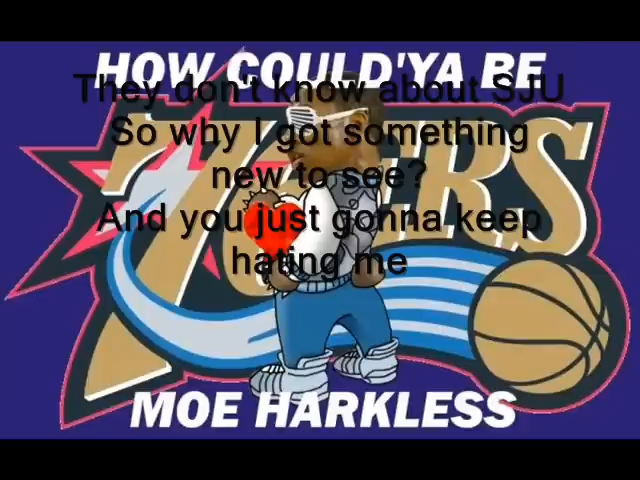 HOW COULD'YA BE
They don't know about SJU
So why I got something
new to see?
And you just gonna keep
hating me
76ERS
MOE HARKLESS